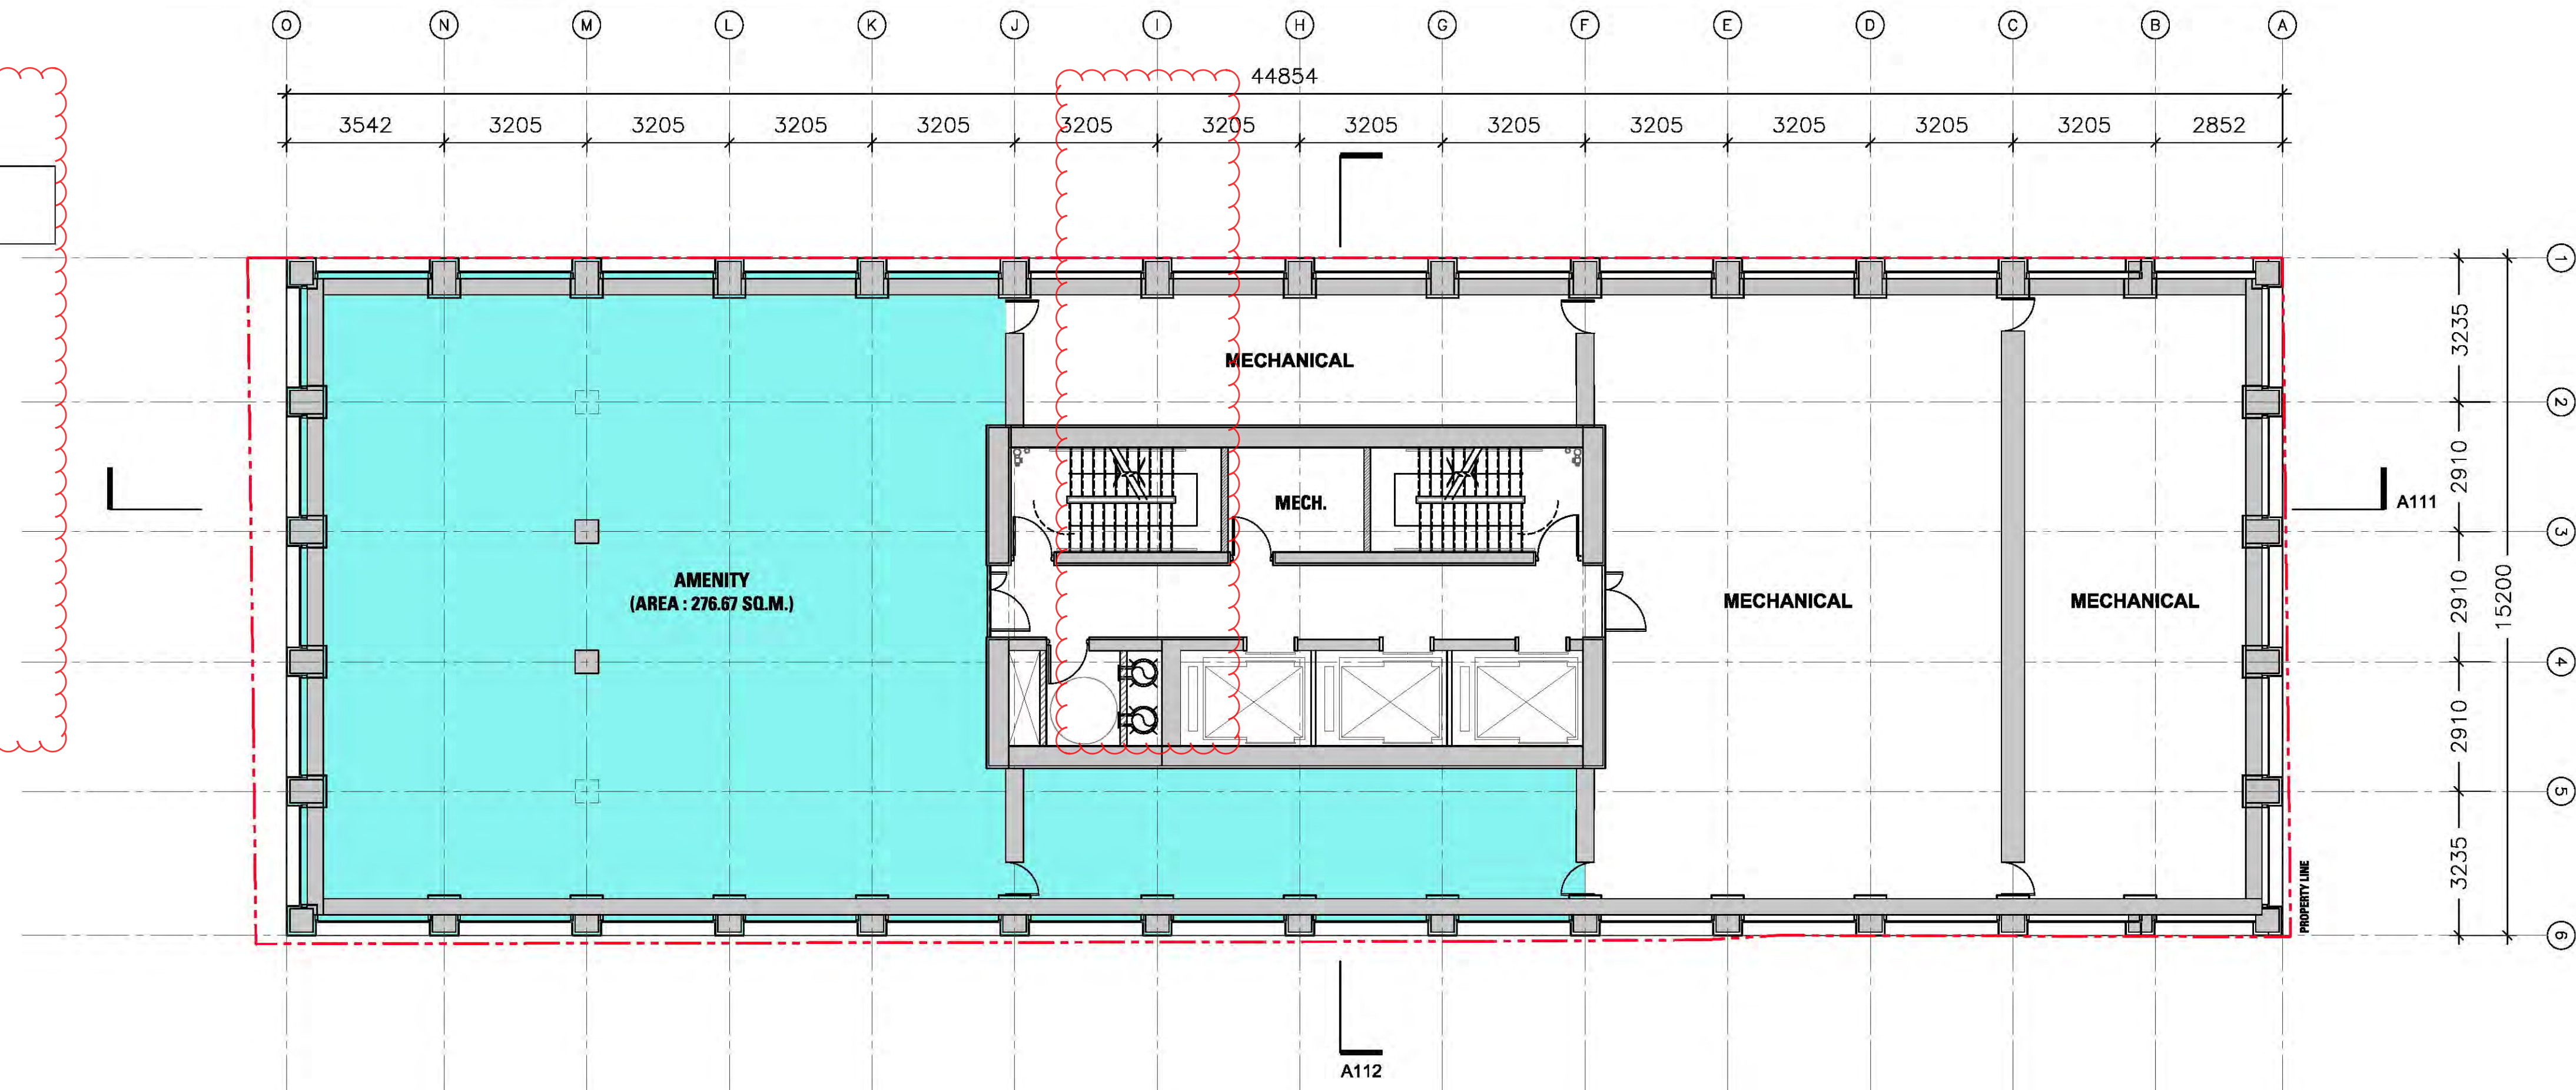 O N M L K J I H G F E D C B A
44854
3542 3205 3205 3205 3205 3205 3205 3205 3205 3205 3205 3205 3205 2852
1
3235
MECHANICAL
2
2910
A111
MECH.
3
AMENITY
(AREA : 276.67 SQ.M.)
MECHANICAL
MECHANICAL
2910
15200
4
2910
5
3235
PROPERTY LINE
6
A112